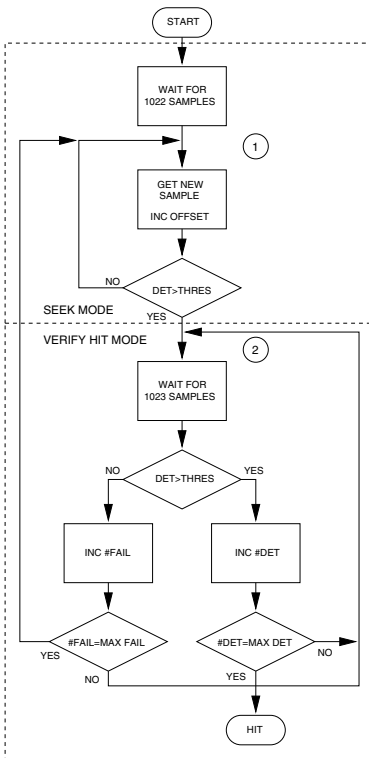 START
WAIT FOR
1022 SAMPLES
1
GET NEW
SAMPLE
INC OFFSET
NO
DET>THRES
YES
SEEK MODE
VERIFY HIT MODE
2
WAIT FOR
1023 SAMPLES
NO
DET>THRES
YES
INC #FAIL
INC #DET
#FAIL=MAX FAIL
#DET=MAX DET
YES
NO
NO
YES
HIT